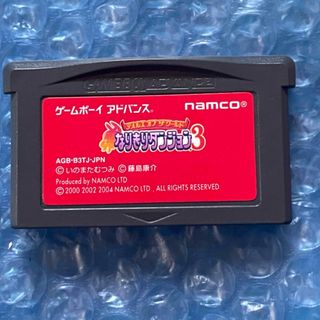 ゲームボーイ アドバンス™
namco®
テイルズ オブ ザ ワールド
なりきりダンジョン3
AGB-B3TJ-JPN
©いのまたむつみ ©藤島康介
Produced by NAMCO LTD.
© 2000 2002 2004 NAMCO LTD., ALL RIGHTS RESERVED.